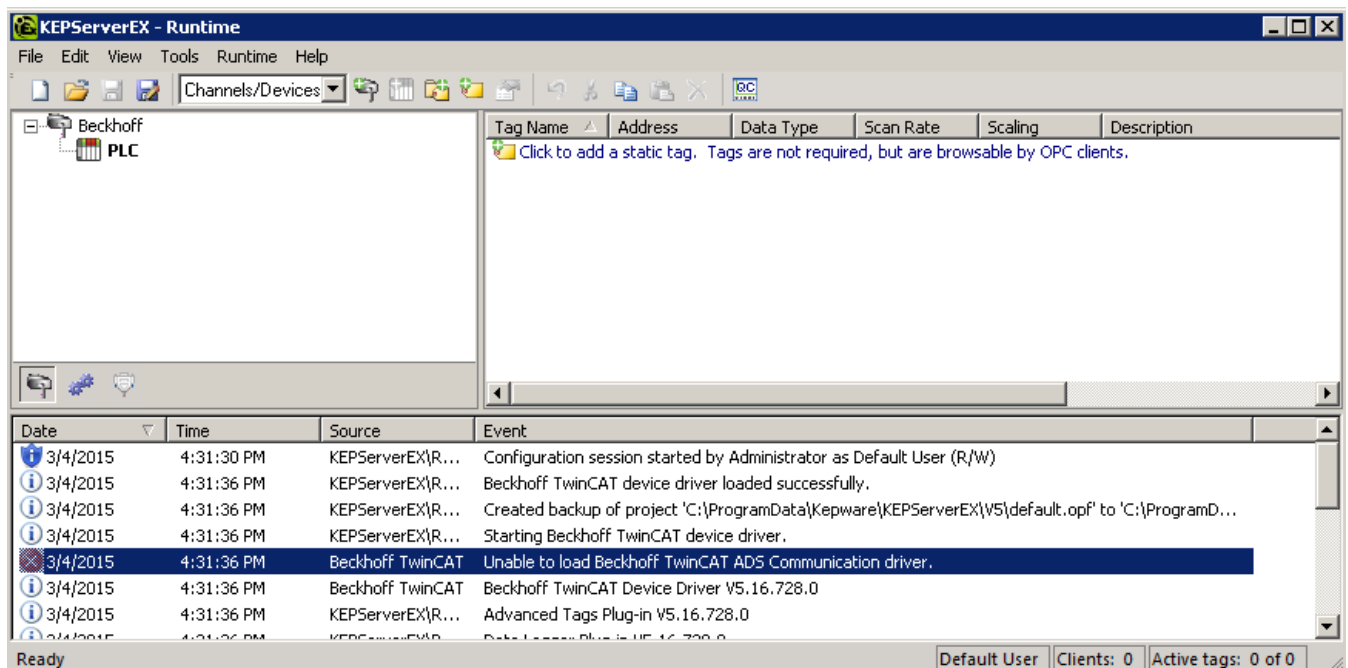 KEPServerEX - Runtime
File Edit View Tools Runtime Help
Channels/Devices
QC
Beckhoff
PLC
Tag Name Address Data Type Scan Rate Scaling Description
Click to add a static tag. Tags are not required, but are browsable by OPC clients.
Date Time Source Event
3/4/2015 4:31:30 PM KEPServerEX\R... Configuration session started by Administrator as Default User (R/W)
3/4/2015 4:31:36 PM KEPServerEX\R... Beckhoff TwinCAT device driver loaded successfully.
3/4/2015 4:31:36 PM KEPServerEX\R... Created backup of project 'C:\ProgramData\Kepware\KEPServerEX\V5\default.opf' to 'C:\ProgramD...
3/4/2015 4:31:36 PM KEPServerEX\R... Starting Beckhoff TwinCAT device driver.
3/4/2015 4:31:36 PM Beckhoff TwinCAT Unable to load Beckhoff TwinCAT ADS Communication driver.
3/4/2015 4:31:36 PM Beckhoff TwinCAT Beckhoff TwinCAT Device Driver V5.16.728.0
3/4/2015 4:31:36 PM KEPServerEX\R... Advanced Tags Plug-in V5.16.728.0
Ready Default User Clients: 0 Active tags: 0 of 0